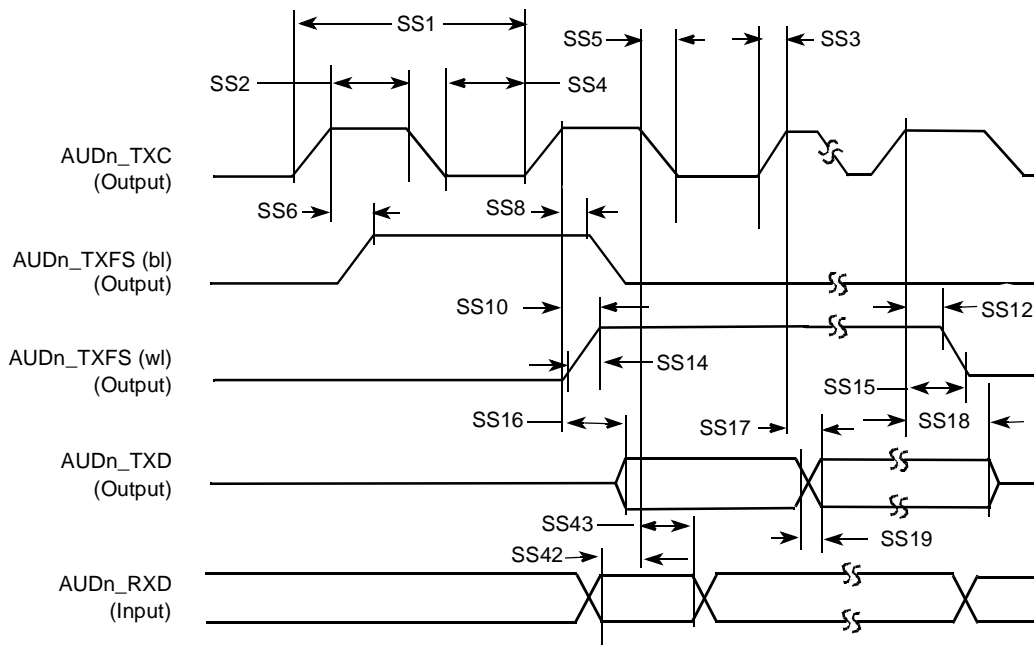 SS1
SS5
SS3
SS2
SS4
AUDn_TXC
(Output)
SS6
SS8
AUDn_TXFS (bl)
(Output)
SS10
SS12
AUDn_TXFS (wl)
(Output)
SS14
SS15
SS16
SS17
SS18
AUDn_TXD
(Output)
SS43
SS19
SS42
AUDn_RXD
(Input)